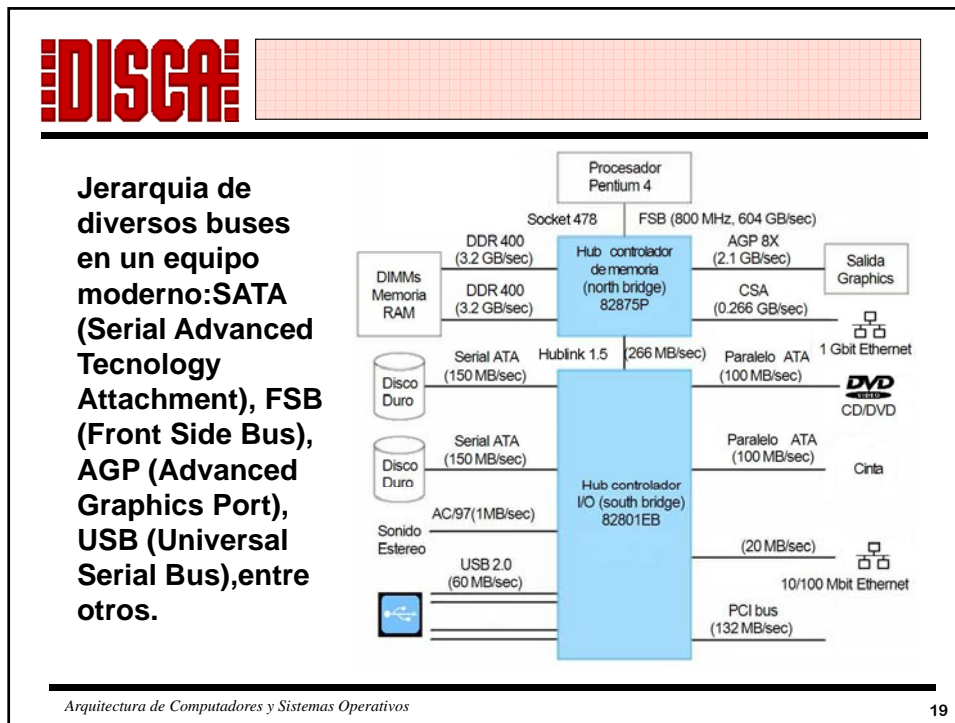 DISCA
Jerarquia de
diversos buses
en un equipo
moderno:SATA
(Serial Advanced
Tecnology
Attachment), FSB
(Front Side Bus),
AGP (Advanced
Graphics Port),
USB (Universal
Serial Bus),entre
otros.
Procesador
Pentium 4
Socket 478
FSB (800 MHz, 604 GB/sec)
DIMMs
Memoria
RAM
DDR 400
(3.2 GB/sec)
DDR 400
(3.2 GB/sec)
Hub controlador
de memoria
(north bridge)
82875P
AGP 8X
(2.1 GB/sec)
Salida
Graphics
CSA
(0.266 GB/sec)
1 Gbit Ethernet
Hublink 1.5
(266 MB/sec)
Disco
Duro
Serial ATA
(150 MB/sec)
Paralelo ATA
(100 MB/sec)
DVD
VIDEO
CD/DVD
Disco
Duro
Serial ATA
(150 MB/sec)
Paralelo ATA
(100 MB/sec)
Cinta
Hub controlador
I/O (south bridge)
82801EB
AC/97(1MB/sec)
Sonido
Estereo
(20 MB/sec)
10/100 Mbit Ethernet
USB 2.0
(60 MB/sec)
PCI bus
(132 MB/sec)
Arquitectura de Computadores y Sistemas Operativos
19